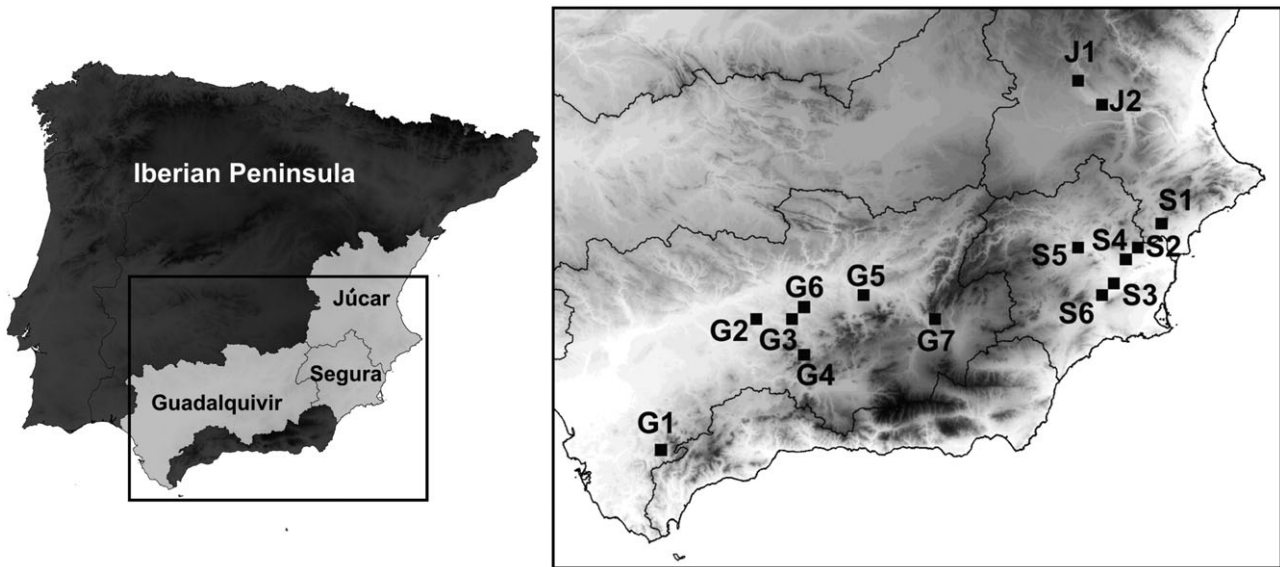 Iberian Peninsula
Júcar
Segura
Guadalquivir
J1
J2
S1
S4
S2
S5
S3
S6
G5
G6
G2
G3
G7
G4
G1